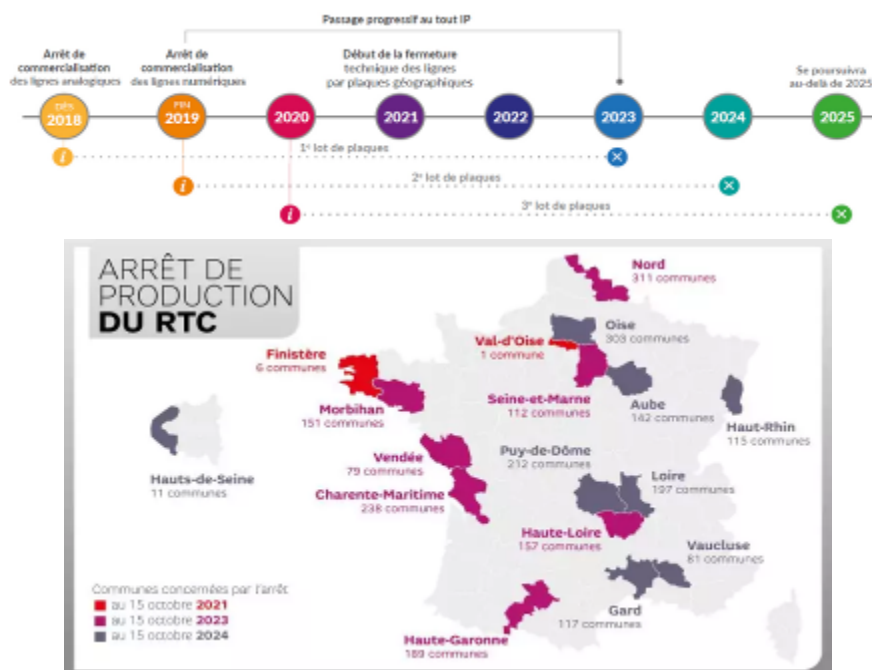 Passage progressif au tout IP
Arrêt de
commercialisation
des lignes analogiques
Arrêt de
commercialisation
des lignes numériques
Début de la fermeture
technique des lignes
par plaques géographiques
Se poursuivra
au-delà de 2025
DÈS
2018
FIN
2019
2020
2021
2022
2023
2024
2025
i
1er lot de plaques
i
2e lot de plaques
i
3e lot de plaques
ARRÊT DE
PRODUCTION
DU RTC
Nord
311 communes
Oise
303 communes
Val-d'Oise
1 commune
Finistère
6 communes
Seine-et-Marne
112 communes
Aube
142 communes
Haut-Rhin
115 communes
Morbihan
151 communes
Hauts-de-Seine
11 communes
Vendée
79 communes
Puy-de-Dôme
212 communes
Loire
197 communes
Charente-Maritime
238 communes
Haute-Loire
157 communes
Vaucluse
81 communes
Gard
117 communes
Haute-Garonne
189 communes
Communes concernées par l'arrêt
au 15 octobre 2021
au 15 octobre 2023
au 15 octobre 2024